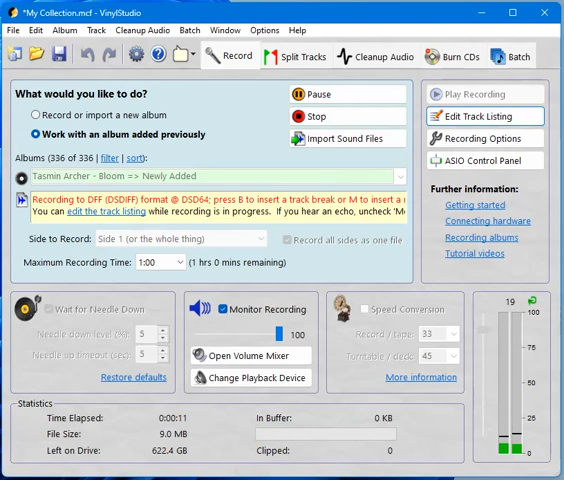 *My Collection.mcf - VinylStudio
File Edit Album Track Cleanup Audio Batch Window Options Help
Record Split Tracks Cleanup Audio Burn CDs Batch
What would you like to do?
Record or import a new album
Work with an album added previously
Pause
Stop
Import Sound Files
Albums (336 of 336 | filter | sort):
Tasmin Archer - Bloom => Newly Added
Recording to DFF (DSDIFF) format @ DSD64; press B to insert a track break or M to insert a
You can edit the track listing while recording is in progress. If you hear an echo, uncheck 'Mo
Side to Record: Side 1 (or the whole thing) Record all sides as one file
Maximum Recording Time: 1:00 (1 hrs 0 mins remaining)
Play Recording
Edit Track Listing
Recording Options
ASIO Control Panel
Further information:
Getting started
Connecting hardware
Recording albums
Tutorial videos
Wait for Needle Down
Needle down level (%): 5
Needle up timeout (sec): 5
Restore defaults
Monitor Recording
100
Open Volume Mixer
Change Playback Device
Speed Conversion
Record / tape: 33
Turntable / deck: 45
More information
19
100
75
50
25
0
Statistics
Time Elapsed: 0:00:11 In Buffer: 0 KB
File Size: 9.0 MB
Left on Drive: 622.4 GB Clipped: 0